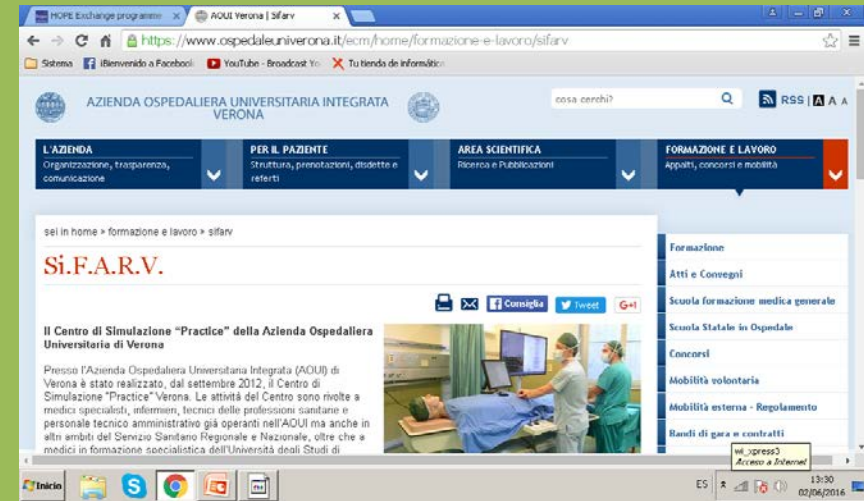 HOPE Exchange programme
AOUI Verona | Sifarv
https://www.ospedaleuniverona.it/ecm/home/formazione-e-lavoro/sifarv
Sistema
iBienvenido a Facebook
YouTube - Broadcast Yo
Tu tienda de informátic
AZIENDA OSPEDALIERA UNIVERSITARIA INTEGRATA
VERONA
cosa cerchi?
RSS | A A A
L'AZIENDA
Organizzazione, trasparenza,
comunicazione
PER IL PAZIENTE
Struttura, prenotazioni, disdette e
referti
AREA SCIENTIFICA
Ricerca e Pubblicazioni
FORMAZIONE E LAVORO
Appalti, concorsi e mobilità
sei in home » formazione e lavoro » sifarv
Si.F.A.R.V.
Consiglia
Tweet
G+1
Il Centro di Simulazione “Practice” della Azienda Ospedaliera
Universitaria di Verona
Presso l'Azienda Ospedaliera Universitaria Integrata (AOUI) di
Verona è stato realizzato, dal settembre 2012, il Centro di
Simulazione “Practice” Verona. Le attività del Centro sono rivolte a
medici specialisti, infermieri, tecnici delle professioni sanitarie e
personale tecnico amministrativo già operanti nell'AOUI ma anche in
altri ambiti del Servizio Sanitario Regionale e Nazionale, oltre che a
medici in formazione specialistica dell'Università degli Studi di
Formazione
Atti e Convegni
Scuola formazione medica generale
Scuola Statale in Ospedale
Concorsi
Mobilità volontaria
Mobilità esterna - Regolamento
Bandi di gara e contratti
wi_xpress3
Acceso a Internet
Inicio
ES
13:30
02/06/2016